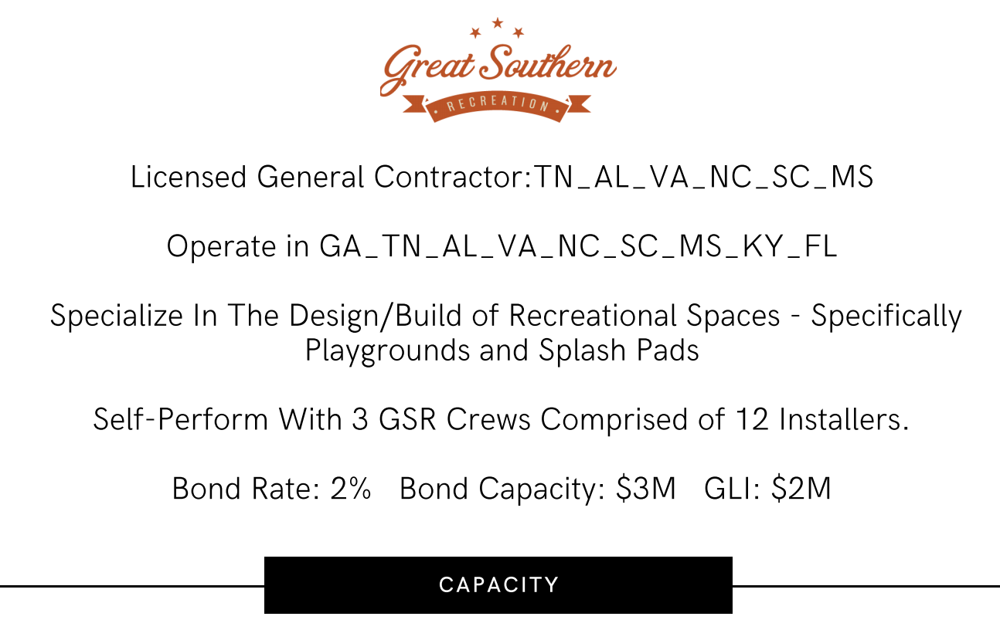 Great Southern
RECREATION
Licensed General Contractor:TN_AL_VA_NC_SC_MS
Operate in GA_TN_AL_VA_NC_SC_MS_KY_FL
Specialize In The Design/Build of Recreational Spaces - Specifically
Playgrounds and Splash Pads
Self-Perform With 3 GSR Crews Comprised of 12 Installers.
Bond Rate: 2% Bond Capacity: $3M GLI: $2M
CAPACITY